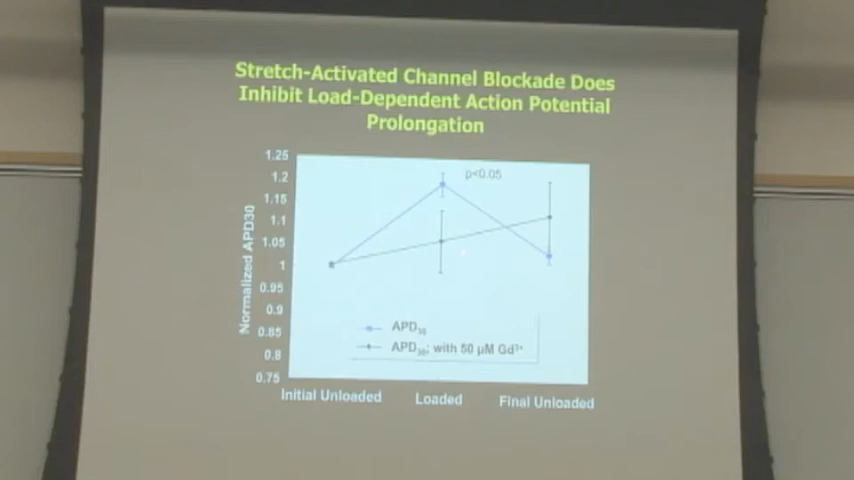 Stretch-Activated Channel Blockade Does
Inhibit Load-Dependent Action Potential
Prolongation
1.25
1.2
1.15
1.1
1.05
1
0.95
0.9
0.85
0.8
0.75
Normalized APD30
p<0.05
APD30
APD30; with 50 µM Gd3+
Initial Unloaded Loaded Final Unloaded